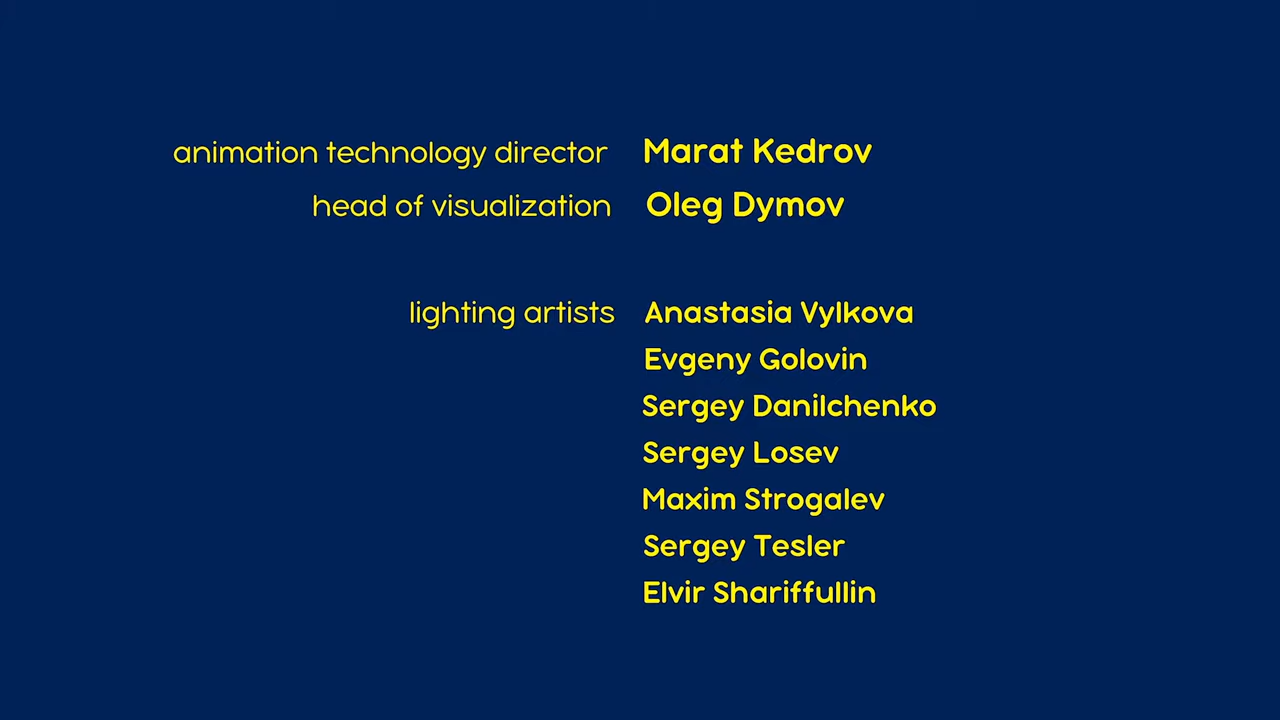 animation technology director Marat Kedrov
head of visualization Oleg Dymov
lighting artists Anastasia Vylkova
Evgeny Golovin
Sergey Danilchenko
Sergey Losev
Maxim Strogalev
Sergey Tesler
Elvir Shariffullin